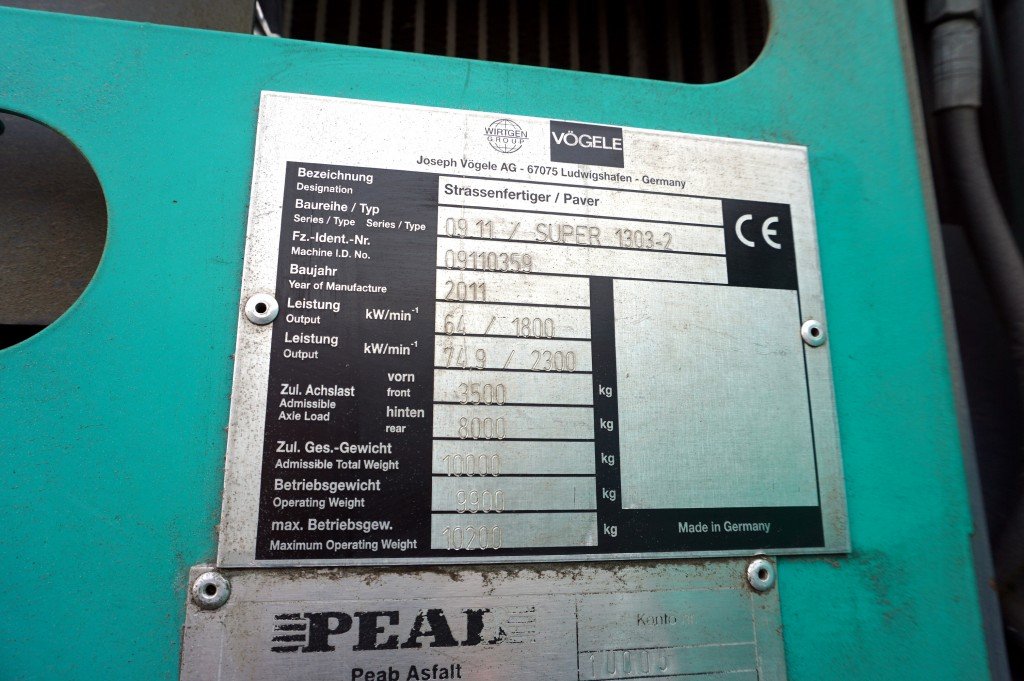 WIRTGEN
GROUP
VÖGELE
Joseph Vögele AG - 67075 Ludwigshafen - Germany
Bezeichnung
Designation
Strassenfertiger / Paver
Baureihe / Typ
Series / Type Series / Type
09.11 / SUPER 1303-2
CE
Fz.-Ident.-Nr.
Machine I.D. No.
09110359
Baujahr
Year of Manufacture
2011
Leistung
Output
kW/min-1
64 / 1800
Leistung
Output
kW/min-1
74.9 / 2300
Zul. Achslast
Admissible
Axle Load
vorn
front
3500
kg
hinten
rear
8000
kg
Zul. Ges.-Gewicht
Admissible Total Weight
10000
kg
Betriebsgewicht
Operating Weight
9900
kg
max. Betriebsgew.
Maximum Operating Weight
10200
kg
Made in Germany
PEAB
Peab Asfalt
Konto